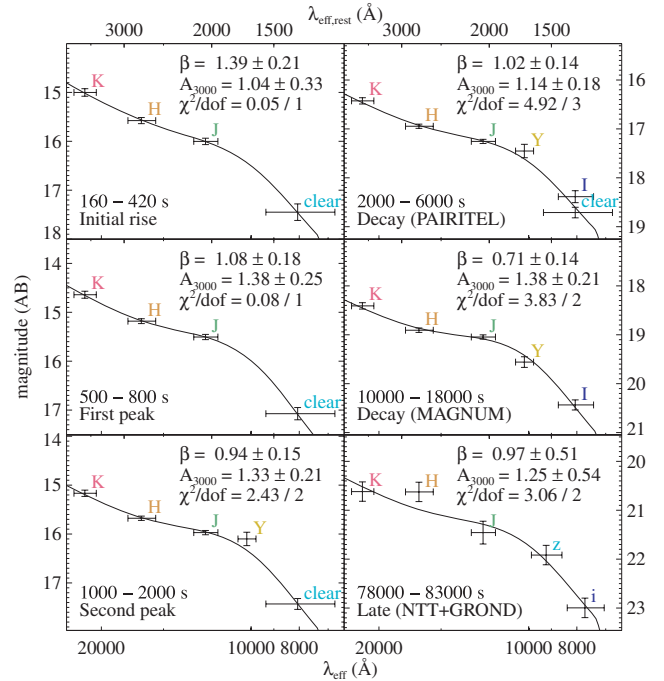 λeff,rest (Å)
3000 2000 1500
3000 2000 1500
magnitude (AB)
15
16
17
18
K
H
J
clear
β = 1.39 ± 0.21
A3000 = 1.04 ± 0.33
χ²/dof = 0.05 / 1
160 − 420 s
Initial rise
K
H
J
Y
I
clear
β = 1.02 ± 0.14
A3000 = 1.14 ± 0.18
χ²/dof = 4.92 / 3
2000 − 6000 s
Decay (PAIRITEL)
16
17
18
19
14
15
16
17
K
H
J
clear
β = 1.08 ± 0.18
A3000 = 1.38 ± 0.25
χ²/dof = 0.08 / 1
500 − 800 s
First peak
K
H
J
Y
I
β = 0.71 ± 0.14
A3000 = 1.38 ± 0.21
χ²/dof = 3.83 / 2
10000 − 18000 s
Decay (MAGNUM)
18
19
20
21
14
15
16
17
K
H
J
Y
clear
β = 0.94 ± 0.15
A3000 = 1.33 ± 0.21
χ²/dof = 2.43 / 2
1000 − 2000 s
Second peak
K
H
J
z
i
β = 0.97 ± 0.51
A3000 = 1.25 ± 0.54
χ²/dof = 3.06 / 2
78000 − 83000 s
Late (NTT+GROND)
20
21
22
23
20000 10000 8000
20000 10000 8000
λeff (Å)